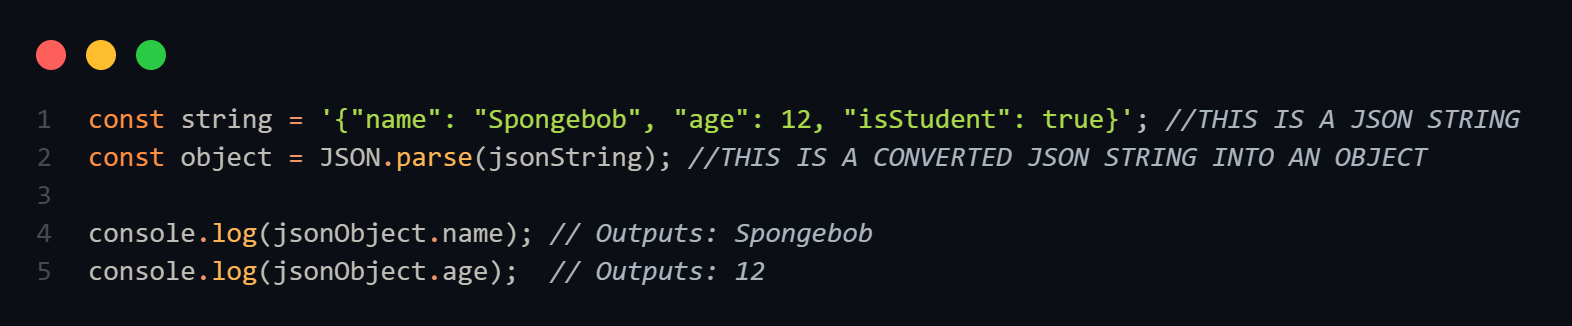 1 const string = '{"name": "Spongebob", "age": 12, "isStudent": true}'; //THIS IS A JSON STRING
2 const object = JSON.parse(jsonString); //THIS IS A CONVERTED JSON STRING INTO AN OBJECT
3
4 console.log(jsonObject.name); // Outputs: Spongebob
5 console.log(jsonObject.age);  // Outputs: 12